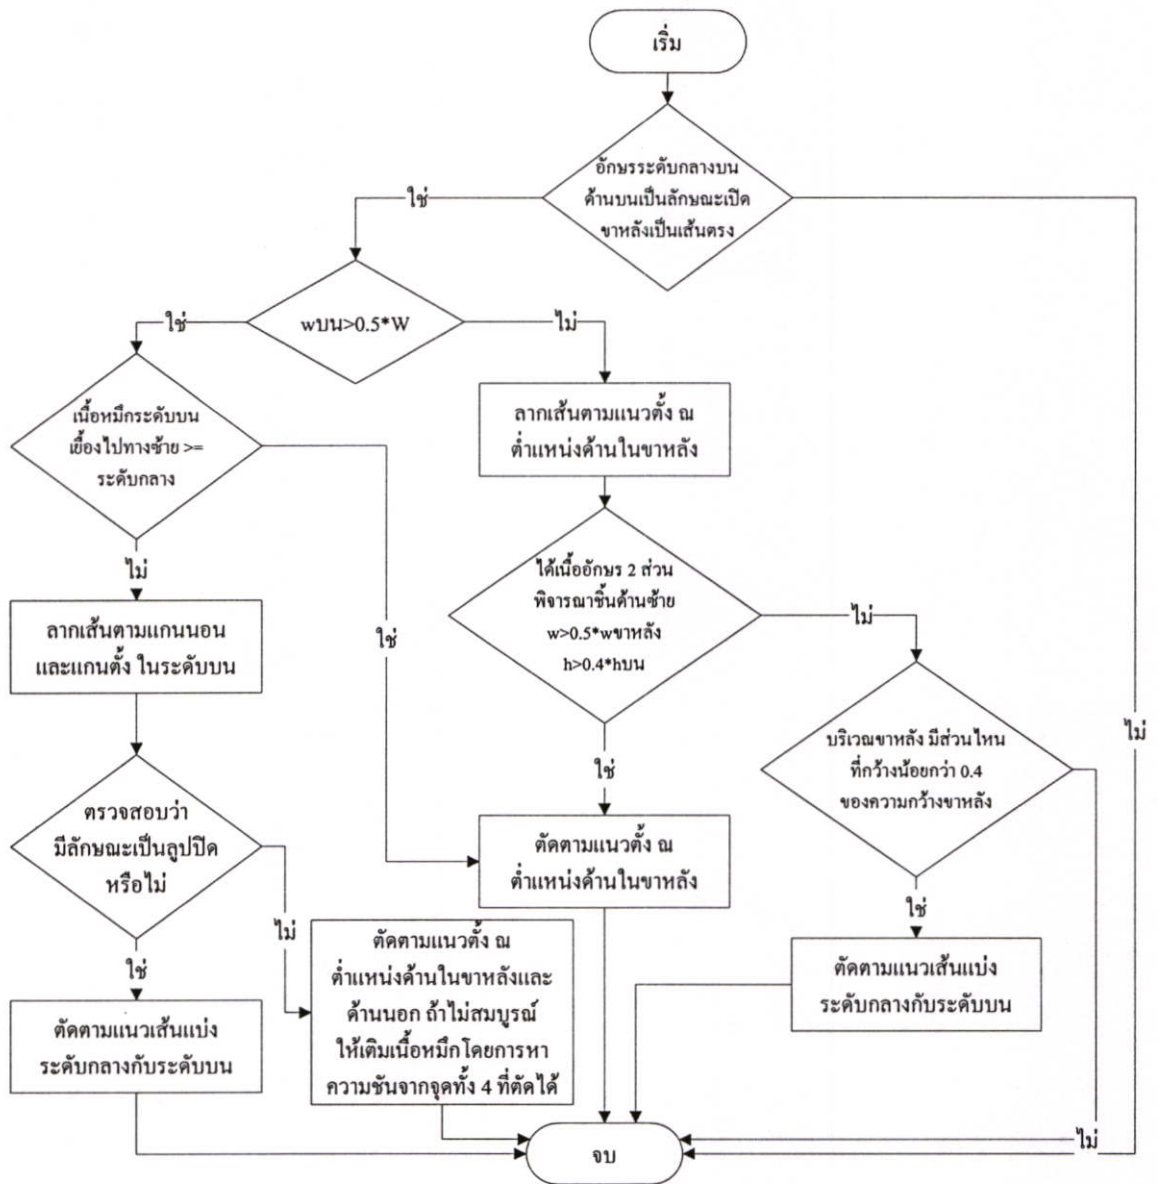 เริ่ม
อักษรระดับกลางบน
ด้านบนเป็นลักษณะเปิด
ขาหลังเป็นเส้นตรง
ใช่
wบน>0.5*W
ใช่
ไม่
เนื้อหมึกระดับบน
เยื้องไปทางซ้าย >=
ระดับกลาง
ลากเส้นตามแนวตั้ง ณ
ตำแหน่งด้านในขาหลัง
ไม่
ได้เนื้ออักษร 2 ส่วน
พิจารณาชิ้นด้านซ้าย
w>0.5*wขาหลัง
h>0.4*hบน
ไม่
ลากเส้นตามแกนนอน
และแกนตั้ง ในระดับบน
ใช่
บริเวณขาหลัง มีส่วนไหน
ที่กว้างน้อยกว่า 0.4
ของความกว้างขาหลัง
ไม่
ใช่
ตรวจสอบว่า
มีลักษณะเป็นลูปปิด
หรือไม่
ตัดตามแนวตั้ง ณ
ตำแหน่งด้านในขาหลัง
ใช่
ไม่
ใช่
ตัดตามแนวตั้ง ณ
ตำแหน่งด้านในขาหลังและ
ด้านนอก ถ้าไม่สมบูรณ์
ให้เติมเนื้อหมึกโดยการหา
ความชันจากจุดทั้ง 4 ที่ตัดได้
ตัดตามแนวเส้นแบ่ง
ระดับกลางกับระดับบน
ตัดตามแนวเส้นแบ่ง
ระดับกลางกับระดับบน
ไม่
จบ